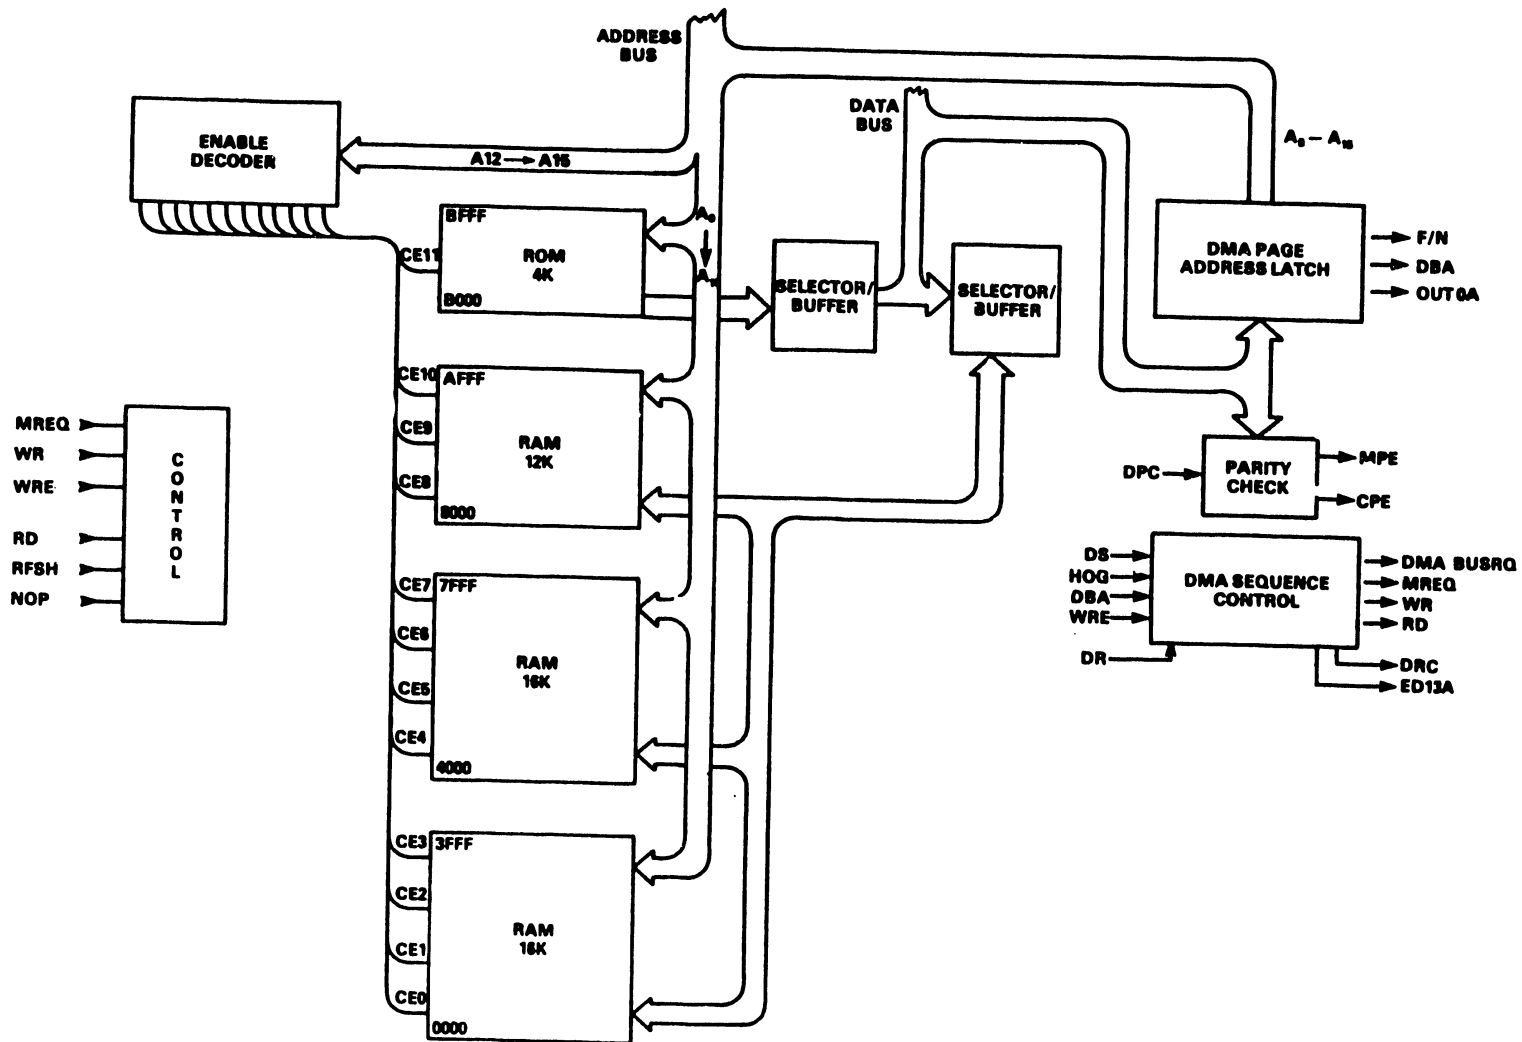 ADDRESS
BUS
DATA
BUS
ENABLE
DECODER
A12 → A15
BFFF
ROM
4K
B000
CE11
A₀
SELECTOR/
BUFFER
SELECTOR/
BUFFER
DMA PAGE
ADDRESS LATCH
F/N
DBA
OUT 0A
CE10
AFFF
CE9
RAM
12K
CE8
8000
MREQ
WR
WRE
RD
RFSH
NOP
CONTROL
DPC
PARITY
CHECK
MPE
CPE
DS
HOG
DBA
WRE
DR
DMA SEQUENCE
CONTROL
DMA BUSRQ
MREQ
WR
RD
DRC
ED13A
CE7
7FFF
CE6
RAM
16K
CE5
CE4
4000
CE3
3FFF
CE2
RAM
16K
CE1
CE0
0000